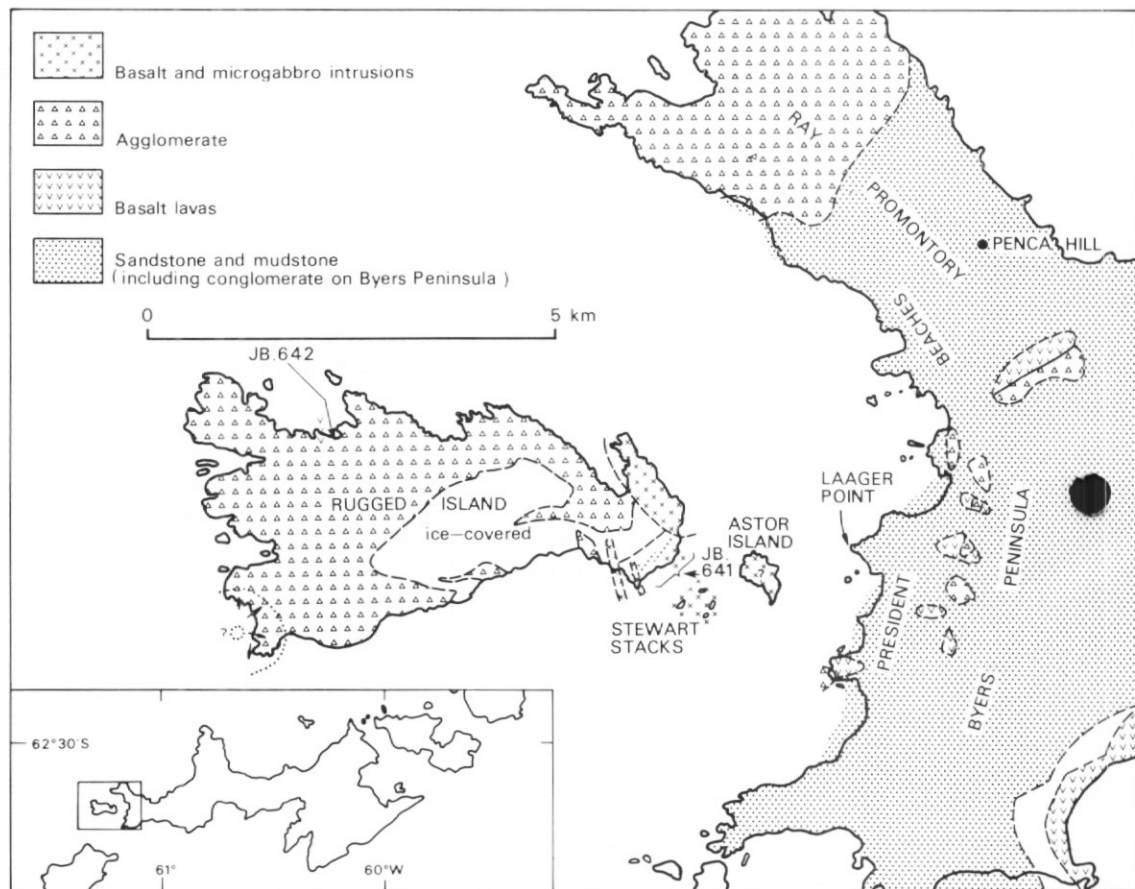 Basalt and microgabbro intrusions
Agglomerate
Basalt lavas
Sandstone and mudstone
(including conglomerate on Byers Peninsula)
0 5 km
JB.642
RUGGED ISLAND
ice–covered
STEWART
STACKS
JB.
641
ASTOR
ISLAND
LAAGER
POINT
RAY
PROMONTORY
PENCA HILL
PRESIDENT
BEACHES
BYERS
PENINSULA
?
62°30'S
61°
60°W